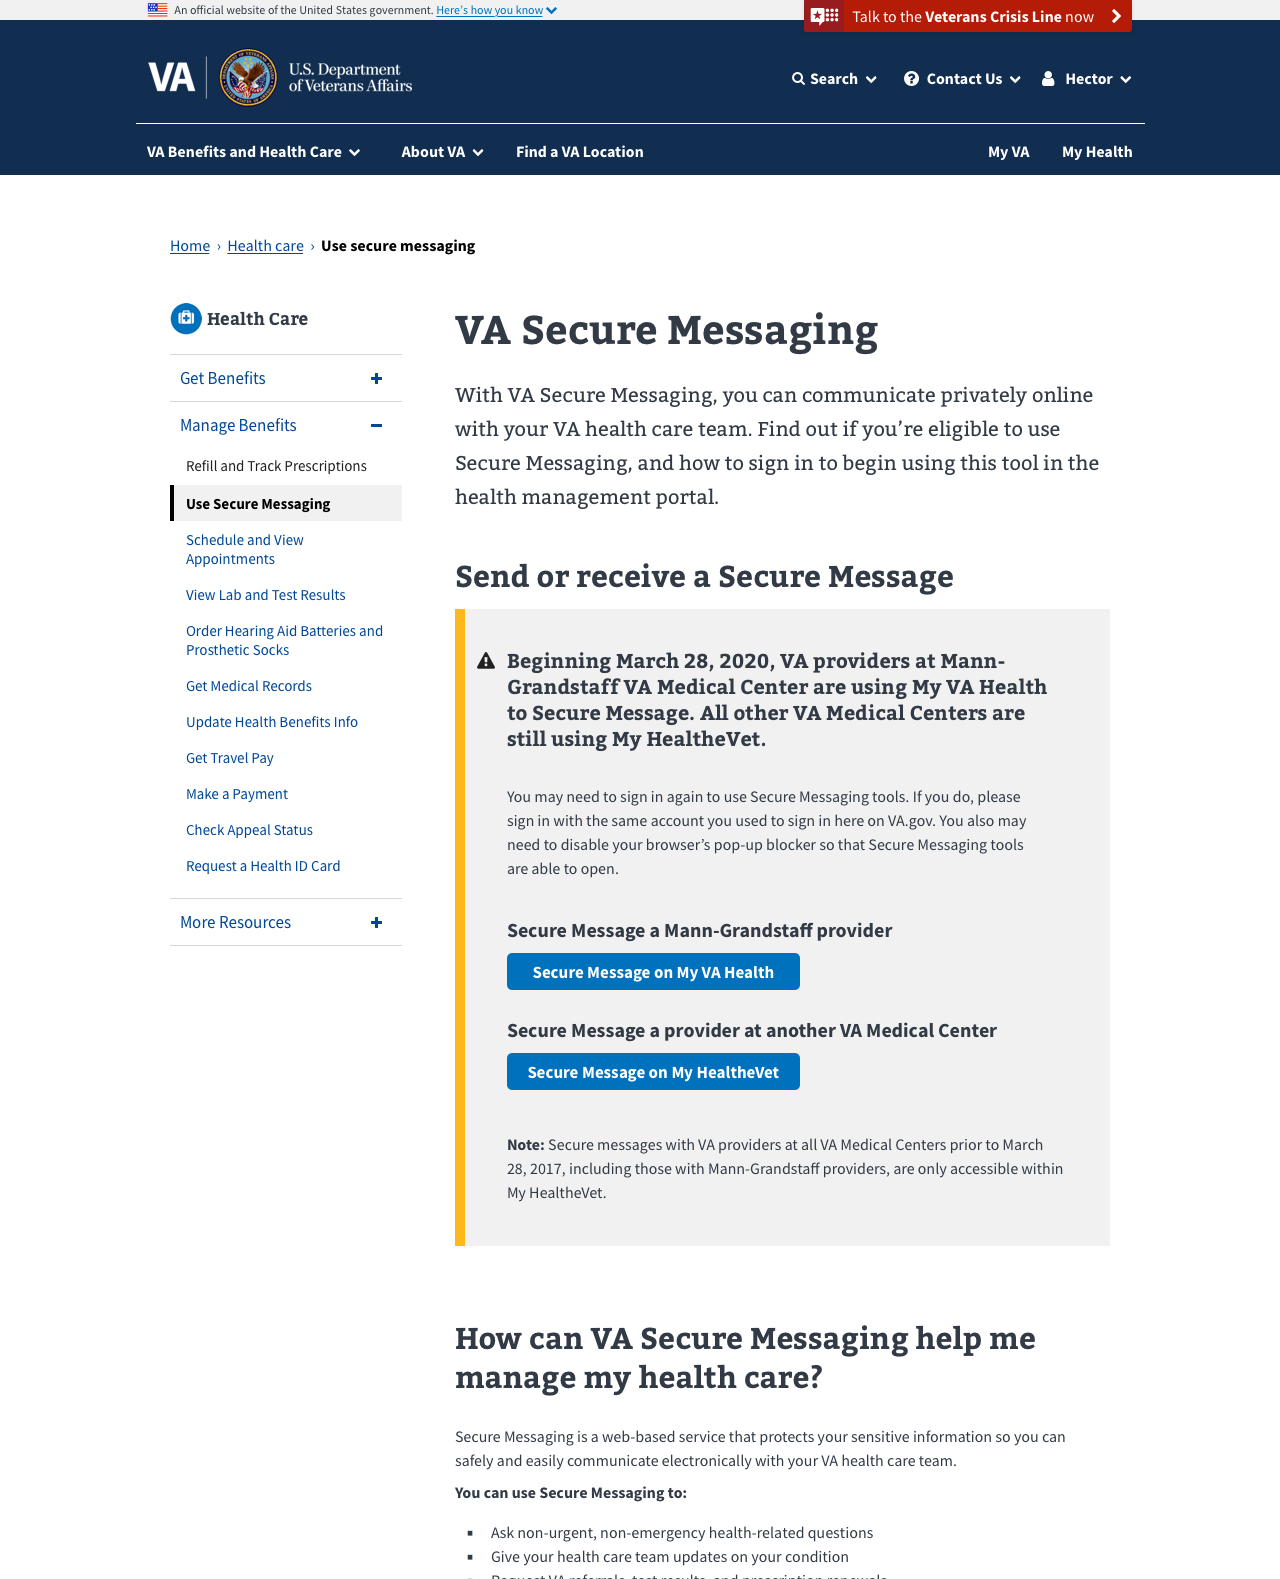 An official website of the United States government. Here's how you know
Talk to the Veterans Crisis Line now
VA
U.S. Department
of Veterans Affairs
Search
Contact Us
Hector
VA Benefits and Health Care
About VA
Find a VA Location
My VA
My Health
Home › Health care › Use secure messaging
Health Care
Get Benefits
Manage Benefits
Refill and Track Prescriptions
Use Secure Messaging
Schedule and View
Appointments
View Lab and Test Results
Order Hearing Aid Batteries and
Prosthetic Socks
Get Medical Records
Update Health Benefits Info
Get Travel Pay
Make a Payment
Check Appeal Status
Request a Health ID Card
More Resources
VA Secure Messaging
With VA Secure Messaging, you can communicate privately online
with your VA health care team. Find out if you’re eligible to use
Secure Messaging, and how to sign in to begin using this tool in the
health management portal.
Send or receive a Secure Message
Beginning March 28, 2020, VA providers at Mann-
Grandstaff VA Medical Center are using My VA Health
to Secure Message. All other VA Medical Centers are
still using My HealtheVet.
You may need to sign in again to use Secure Messaging tools. If you do, please
sign in with the same account you used to sign in here on VA.gov. You also may
need to disable your browser’s pop-up blocker so that Secure Messaging tools
are able to open.
Secure Message a Mann-Grandstaff provider
Secure Message on My VA Health
Secure Message a provider at another VA Medical Center
Secure Message on My HealtheVet
Note: Secure messages with VA providers at all VA Medical Centers prior to March
28, 2017, including those with Mann-Grandstaff providers, are only accessible within
My HealtheVet.
How can VA Secure Messaging help me
manage my health care?
Secure Messaging is a web-based service that protects your sensitive information so you can
safely and easily communicate electronically with your VA health care team.
You can use Secure Messaging to:
▪ Ask non-urgent, non-emergency health-related questions
▪ Give your health care team updates on your condition
Request VA referrals, test results, and prescription renewals